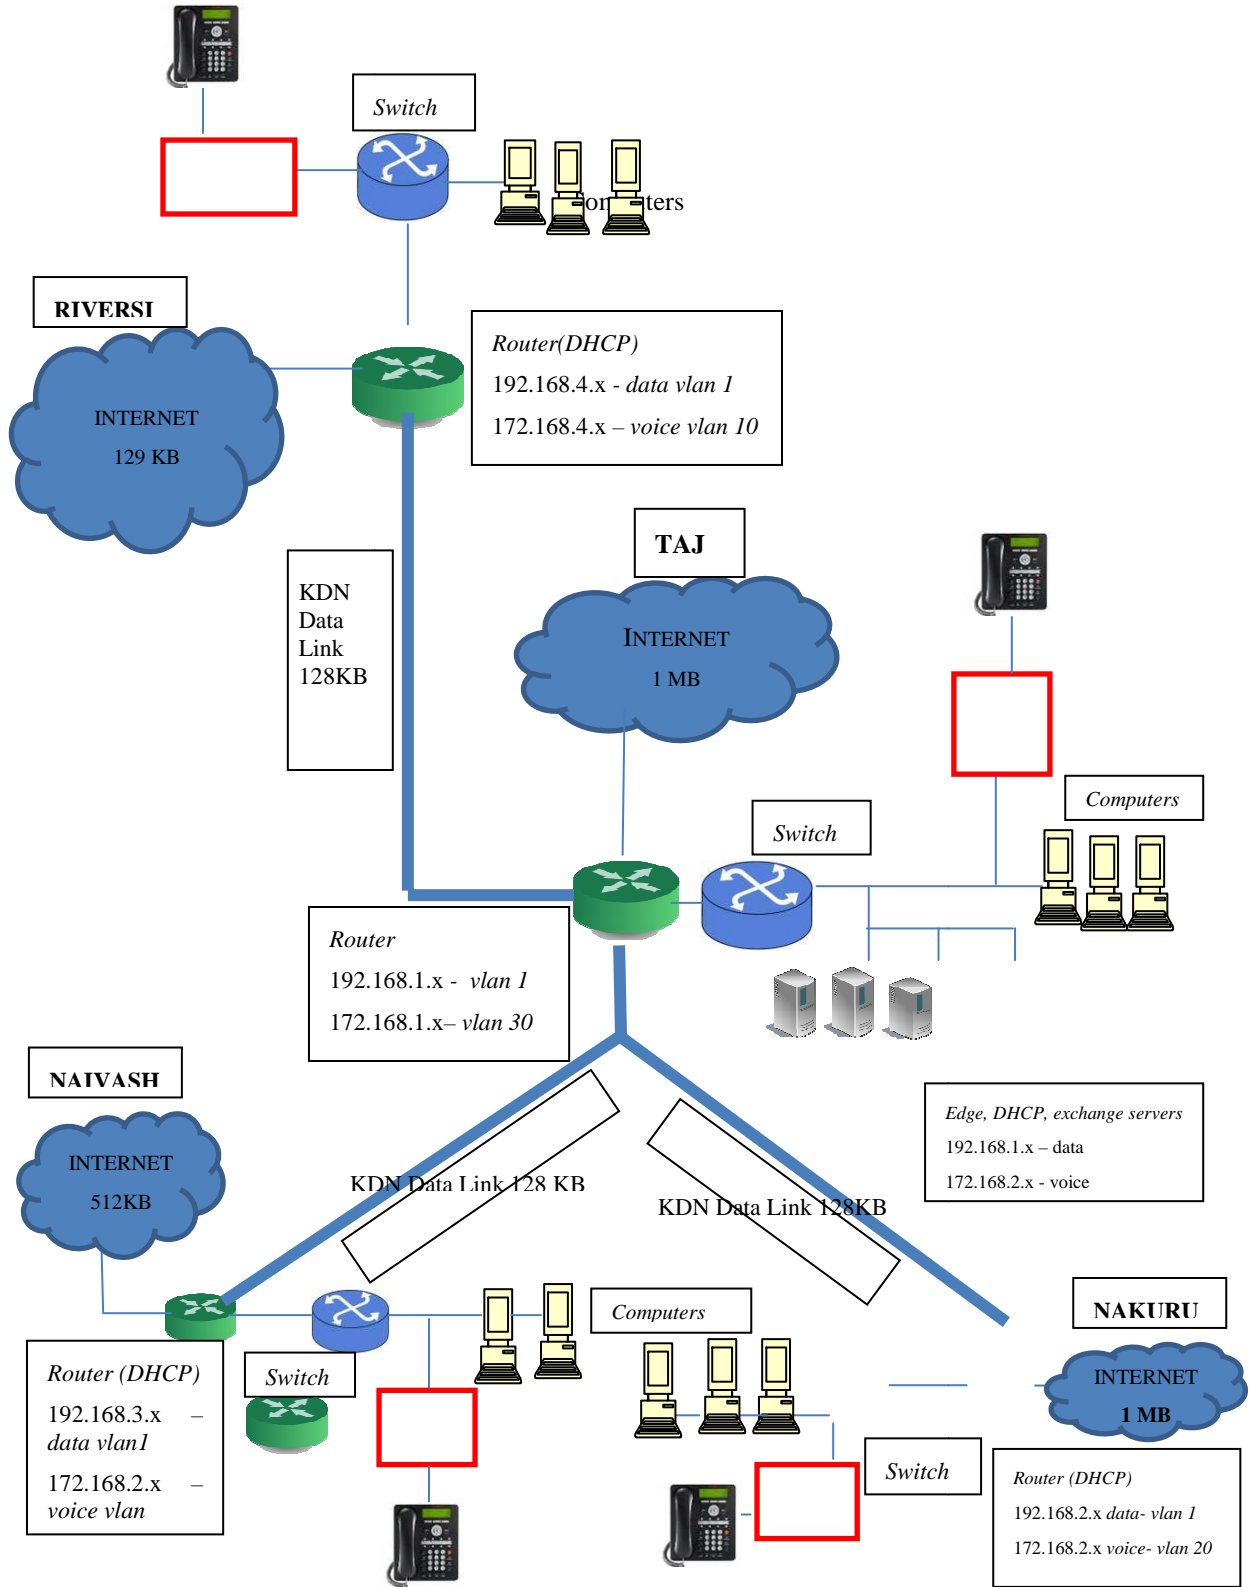 Switch
ters
RIVERSI
INTERNET
129 KB
Router(DHCP)
192.168.4.x - data vlan 1
172.168.4.x – voice vlan 10
TAJ
INTERNET
1 MB
KDN
Data
Link
128KB
Computers
Switch
Router
192.168.1.x - vlan 1
172.168.1.x– vlan 30
NAIVASH
INTERNET
512KB
Edge, DHCP, exchange servers
192.168.1.x – data
172.168.2.x - voice
KDN Data Link 128 KB
KDN Data Link 128KB
Computers
NAKURU
INTERNET
1 MB
Router (DHCP)
192.168.3.x –
data vlan1
172.168.2.x –
voice vlan
Switch
Switch
Router (DHCP)
192.168.2.x data- vlan 1
172.168.2.x voice- vlan 20